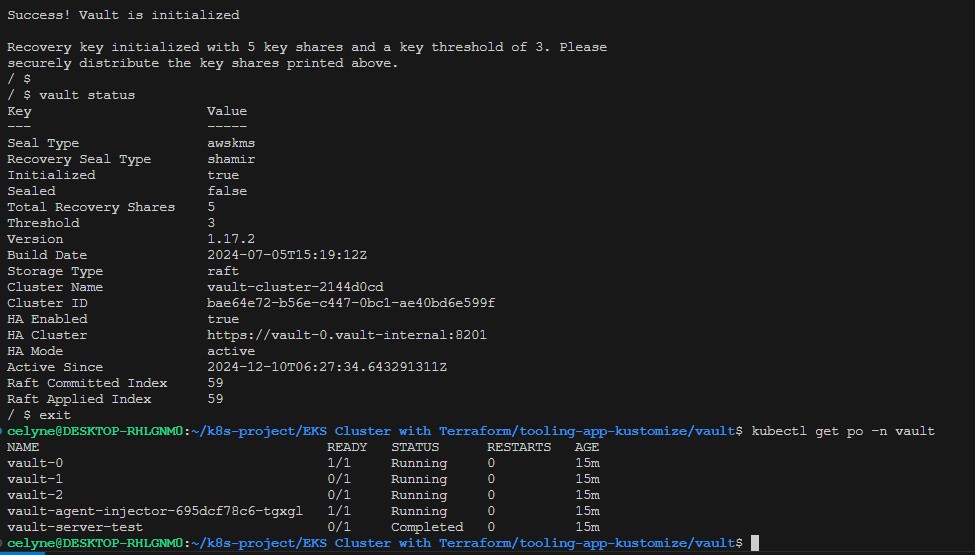 Success! Vault is initialized
Recovery key initialized with 5 key shares and a key threshold of 3. Please
securely distribute the key shares printed above.
/ $
/ $ vault status
Key                      Value
---                      -----
Seal Type                awskms
Recovery Seal Type       shamir
Initialized              true
Sealed                   false
Total Recovery Shares    5
Threshold                3
Version                  1.17.2
Build Date               2024-07-05T15:19:12Z
Storage Type             raft
Cluster Name             vault-cluster-2144d0cd
Cluster ID               bae64e72-b56e-c447-0bc1-ae40bd6e599f
HA Enabled               true
HA Cluster               https://vault-0.vault-internal:8201
HA Mode                  active
Active Since             2024-12-10T06:27:34.643291311Z
Raft Committed Index     59
Raft Applied Index       59
/ $ exit
celyne@DESKTOP-RHLGNM0:~/k8s-project/EKS Cluster with Terraform/tooling-app-kustomize/vault$ kubectl get po -n vault
NAME                                    READY   STATUS      RESTARTS   AGE
vault-0                                 1/1     Running     0          15m
vault-1                                 0/1     Running     0          15m
vault-2                                 0/1     Running     0          15m
vault-agent-injector-695dcf78c6-tgxgl   1/1     Running     0          15m
vault-server-test                       0/1     Completed   0          15m
celyne@DESKTOP-RHLGNM0:~/k8s-project/EKS Cluster with Terraform/tooling-app-kustomize/vault$